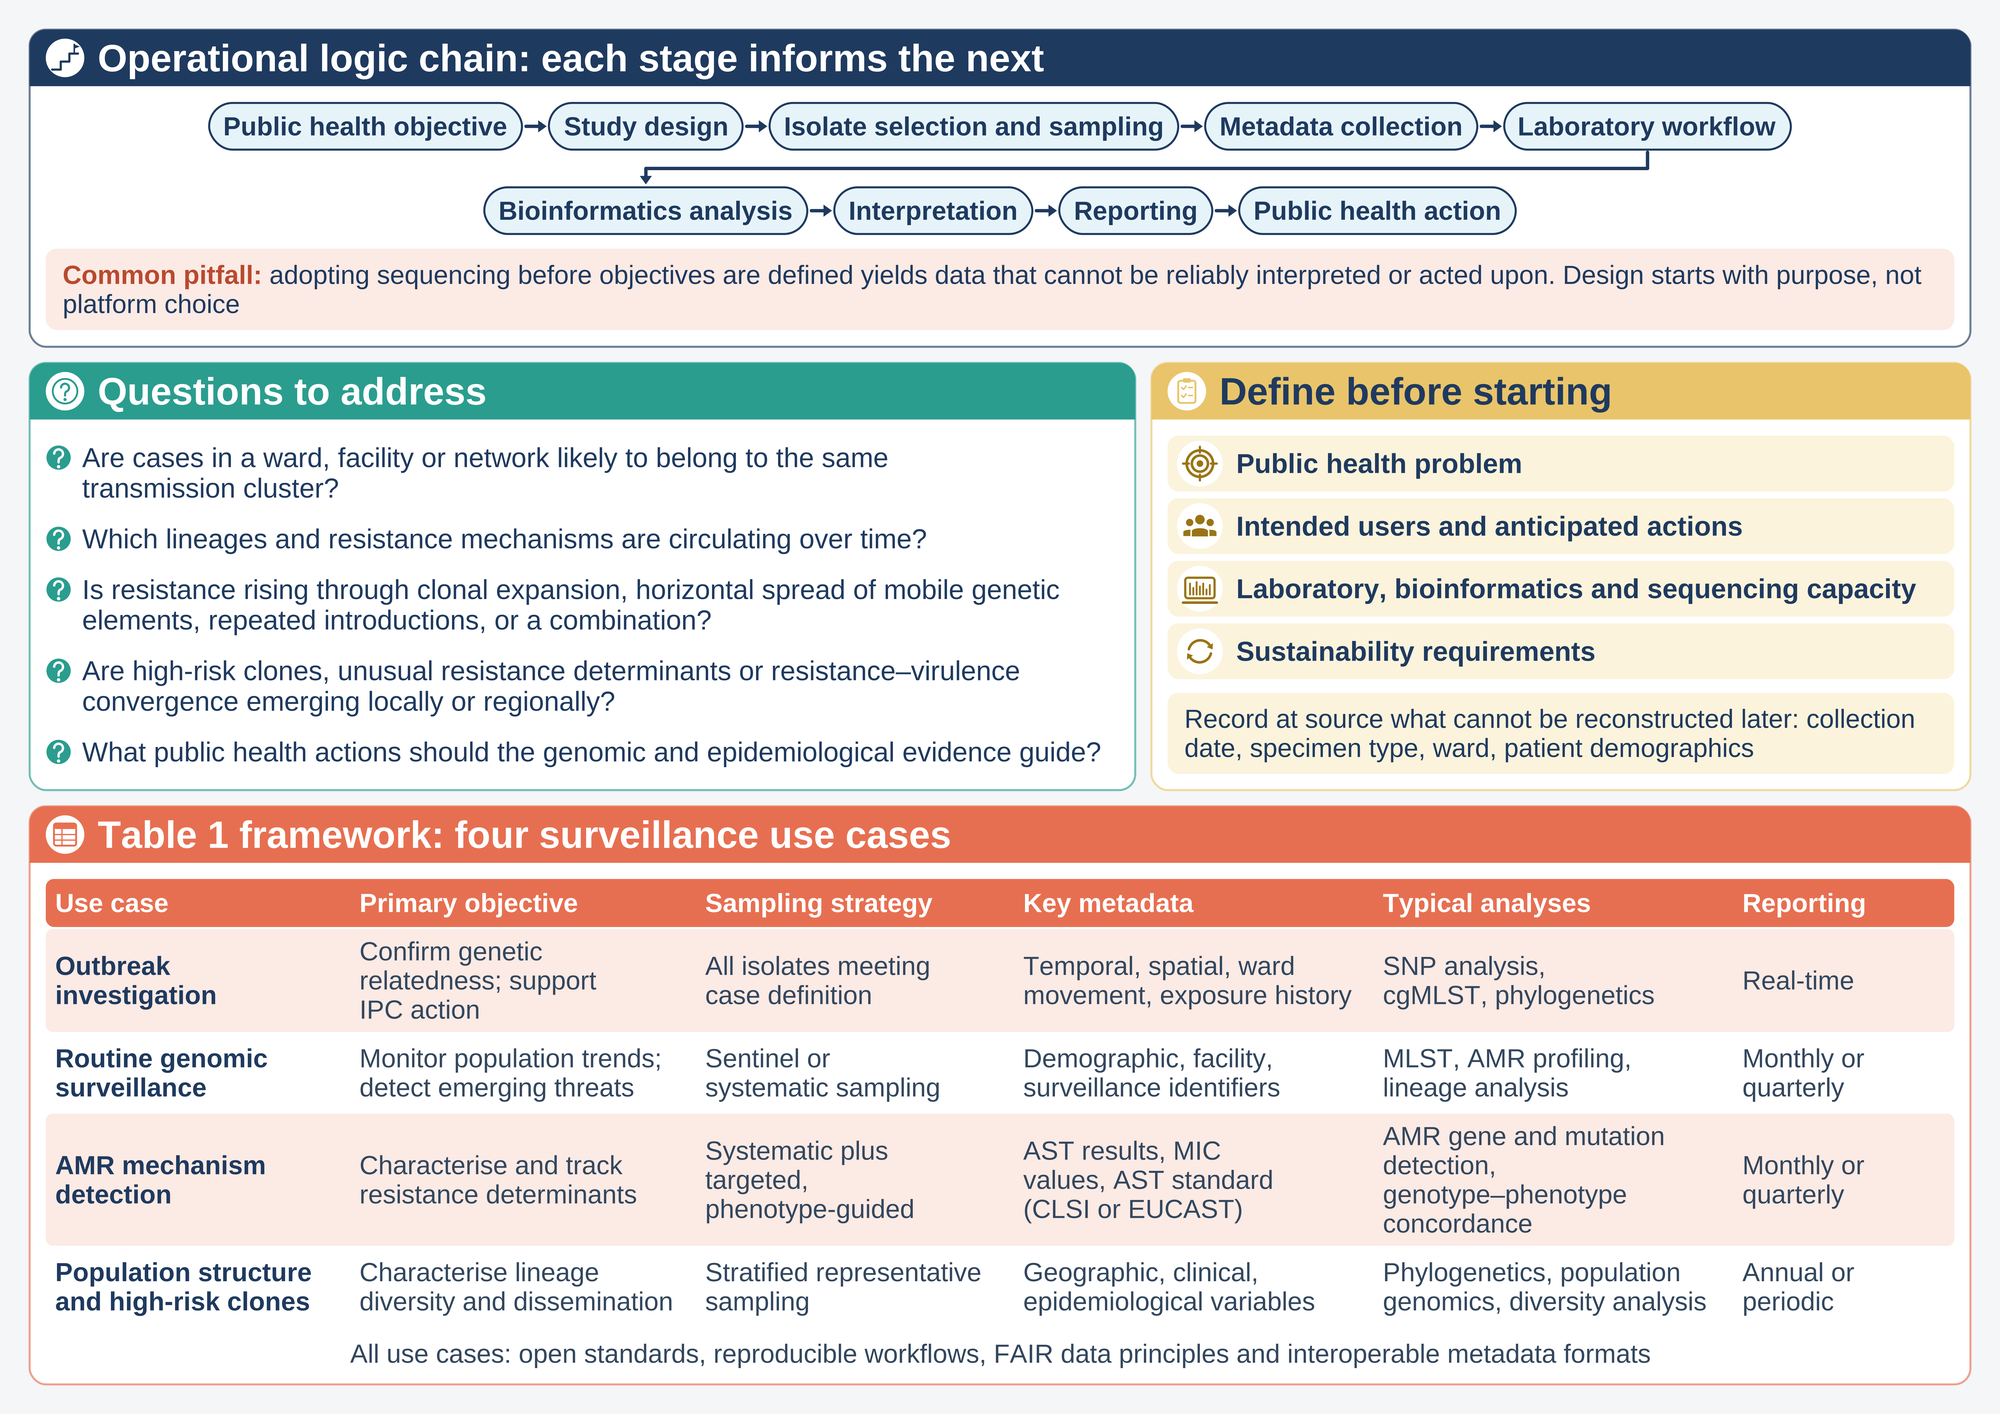 Operational logic chain: each stage informs the next
Public health objective
Study design
Isolate selection and sampling
Metadata collection
Laboratory workflow
Bioinformatics analysis
Interpretation
Reporting
Public health action
Common pitfall: adopting sequencing before objectives are defined yields data that cannot be reliably interpreted or acted upon. Design starts with purpose, not
platform choice
Questions to address
Are cases in a ward, facility or network likely to belong to the same
transmission cluster?
Which lineages and resistance mechanisms are circulating over time?
Is resistance rising through clonal expansion, horizontal spread of mobile genetic
elements, repeated introductions, or a combination?
Are high-risk clones, unusual resistance determinants or resistance–virulence
convergence emerging locally or regionally?
What public health actions should the genomic and epidemiological evidence guide?
Define before starting
Public health problem
Intended users and anticipated actions
Laboratory, bioinformatics and sequencing capacity
Sustainability requirements
Record at source what cannot be reconstructed later: collection
date, specimen type, ward, patient demographics
Table 1 framework: four surveillance use cases
Use case
Primary objective
Sampling strategy
Key metadata
Typical analyses
Reporting
Outbreak
investigation
Confirm genetic
relatedness; support
IPC action
All isolates meeting
case definition
Temporal, spatial, ward
movement, exposure history
SNP analysis,
cgMLST, phylogenetics
Real-time
Routine genomic
surveillance
Monitor population trends;
detect emerging threats
Sentinel or
systematic sampling
Demographic, facility,
surveillance identifiers
MLST, AMR profiling,
lineage analysis
Monthly or
quarterly
AMR mechanism
detection
Characterise and track
resistance determinants
Systematic plus
targeted,
phenotype-guided
AST results, MIC
values, AST standard
(CLSI or EUCAST)
AMR gene and mutation
detection,
genotype–phenotype
concordance
Monthly or
quarterly
Population structure
and high-risk clones
Characterise lineage
diversity and dissemination
Stratified representative
sampling
Geographic, clinical,
epidemiological variables
Phylogenetics, population
genomics, diversity analysis
Annual or
periodic
All use cases: open standards, reproducible workflows, FAIR data principles and interoperable metadata formats